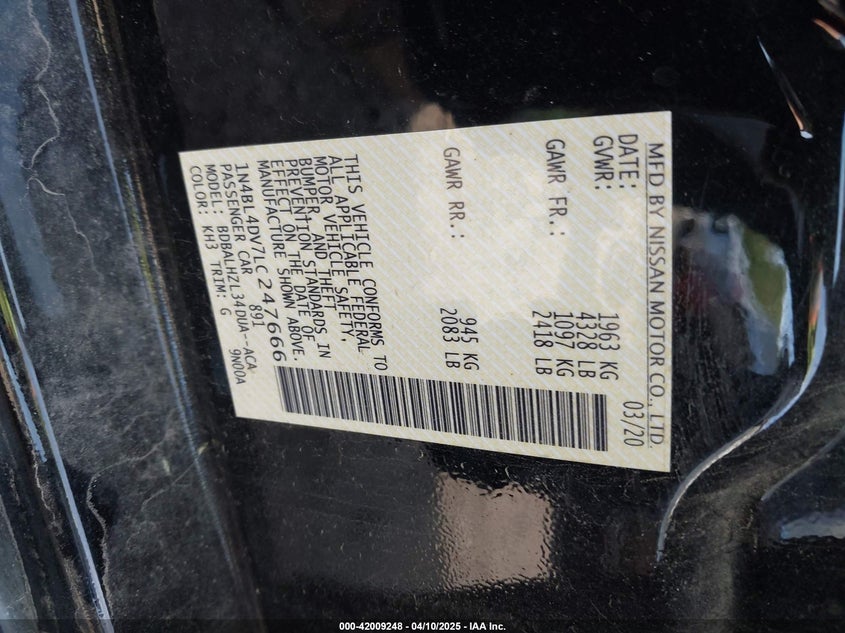 MFD BY NISSAN MOTOR CO., LTD.
DATE: 03/20
GVWR: 1963 KG
4328 LB
GAWR FR.: 1097 KG
2418 LB
GAWR RR.: 945 KG
2083 LB
THIS VEHICLE CONFORMS TO
ALL APPLICABLE FEDERAL
MOTOR VEHICLE SAFETY,
BUMPER, AND THEFT
PREVENTION STANDARDS IN
EFFECT ON THE DATE OF
MANUFACTURE SHOWN ABOVE.
1N4BL4DV7LC247666
PASSENGER CAR 891
MODEL: BDBALHZL34DUA--ACA
COLOR: KH3 TRIM: G 9N00A
000-42009248 - 04/10/2025 - IAA Inc.